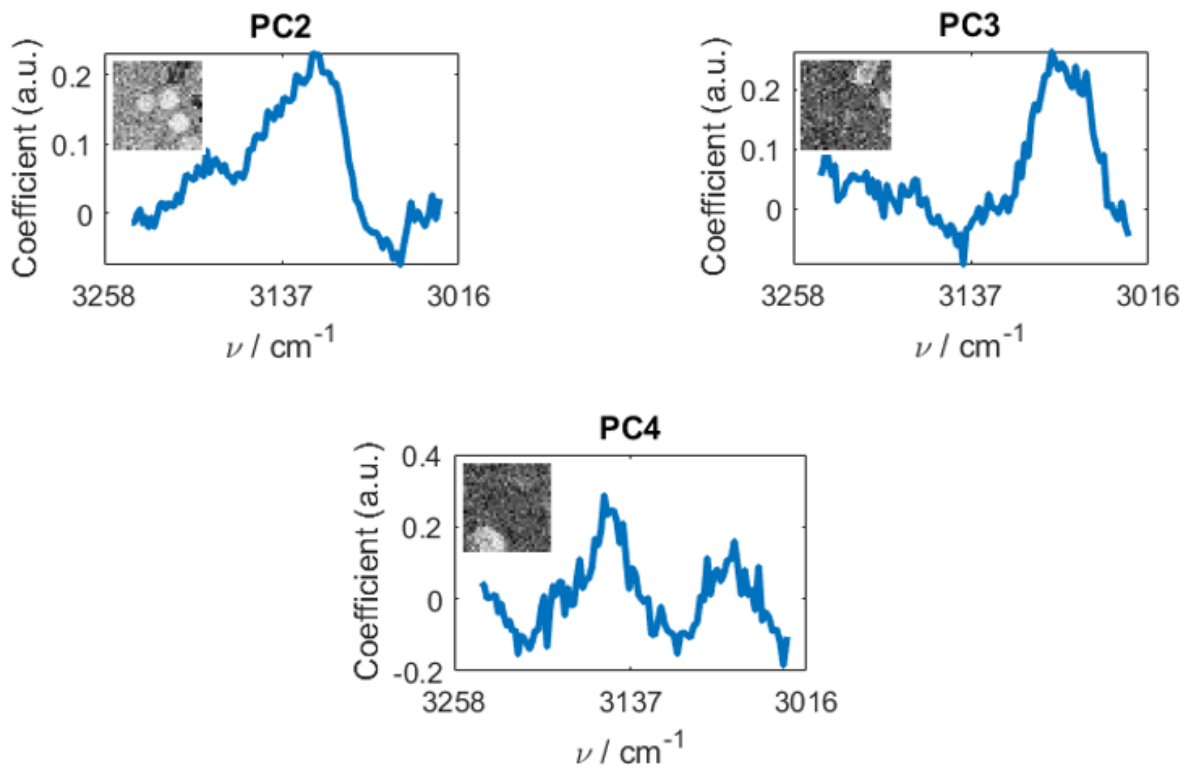 PC2
Coefficient (a.u.)
0.2
0.1
0
3258 3137 3016
ν / cm-1
PC3
Coefficient (a.u.)
0.2
0.1
0
3258 3137 3016
ν / cm-1
PC4
Coefficient (a.u.)
0.4
0.2
0
-0.2
3258 3137 3016
ν / cm-1